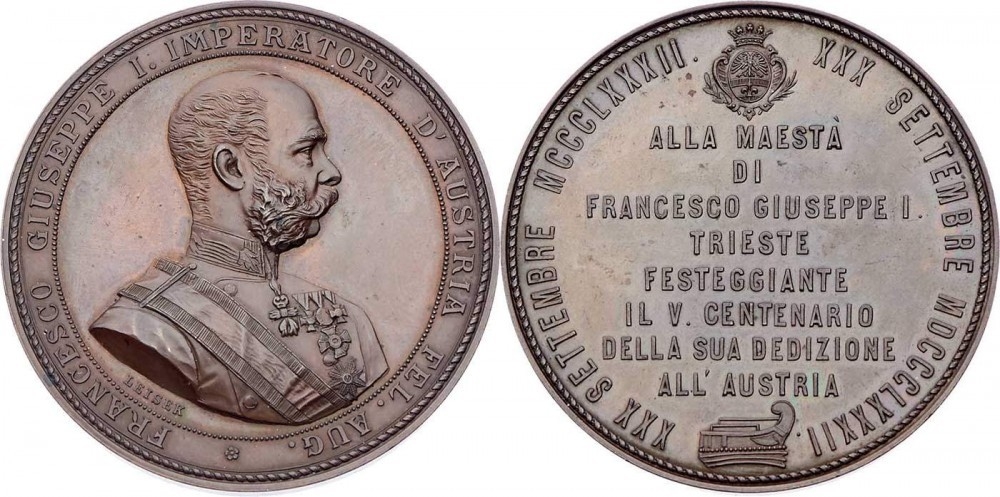 FRANCESCO GIUSEPPE I. IMPERATORE D'AUSTRIA FEL. AUG.
LEISEK
XXX SETTEMBRE MCCCLXXXII.
XXX SETTEMBRE MDCCCLXXXII
ALLA MAESTÀ
DI
FRANCESCO GIUSEPPE I.
TRIESTE
FESTEGGIANTE
IL V. CENTENARIO
DELLA SUA DEDIZIONE
ALL' AUSTRIA